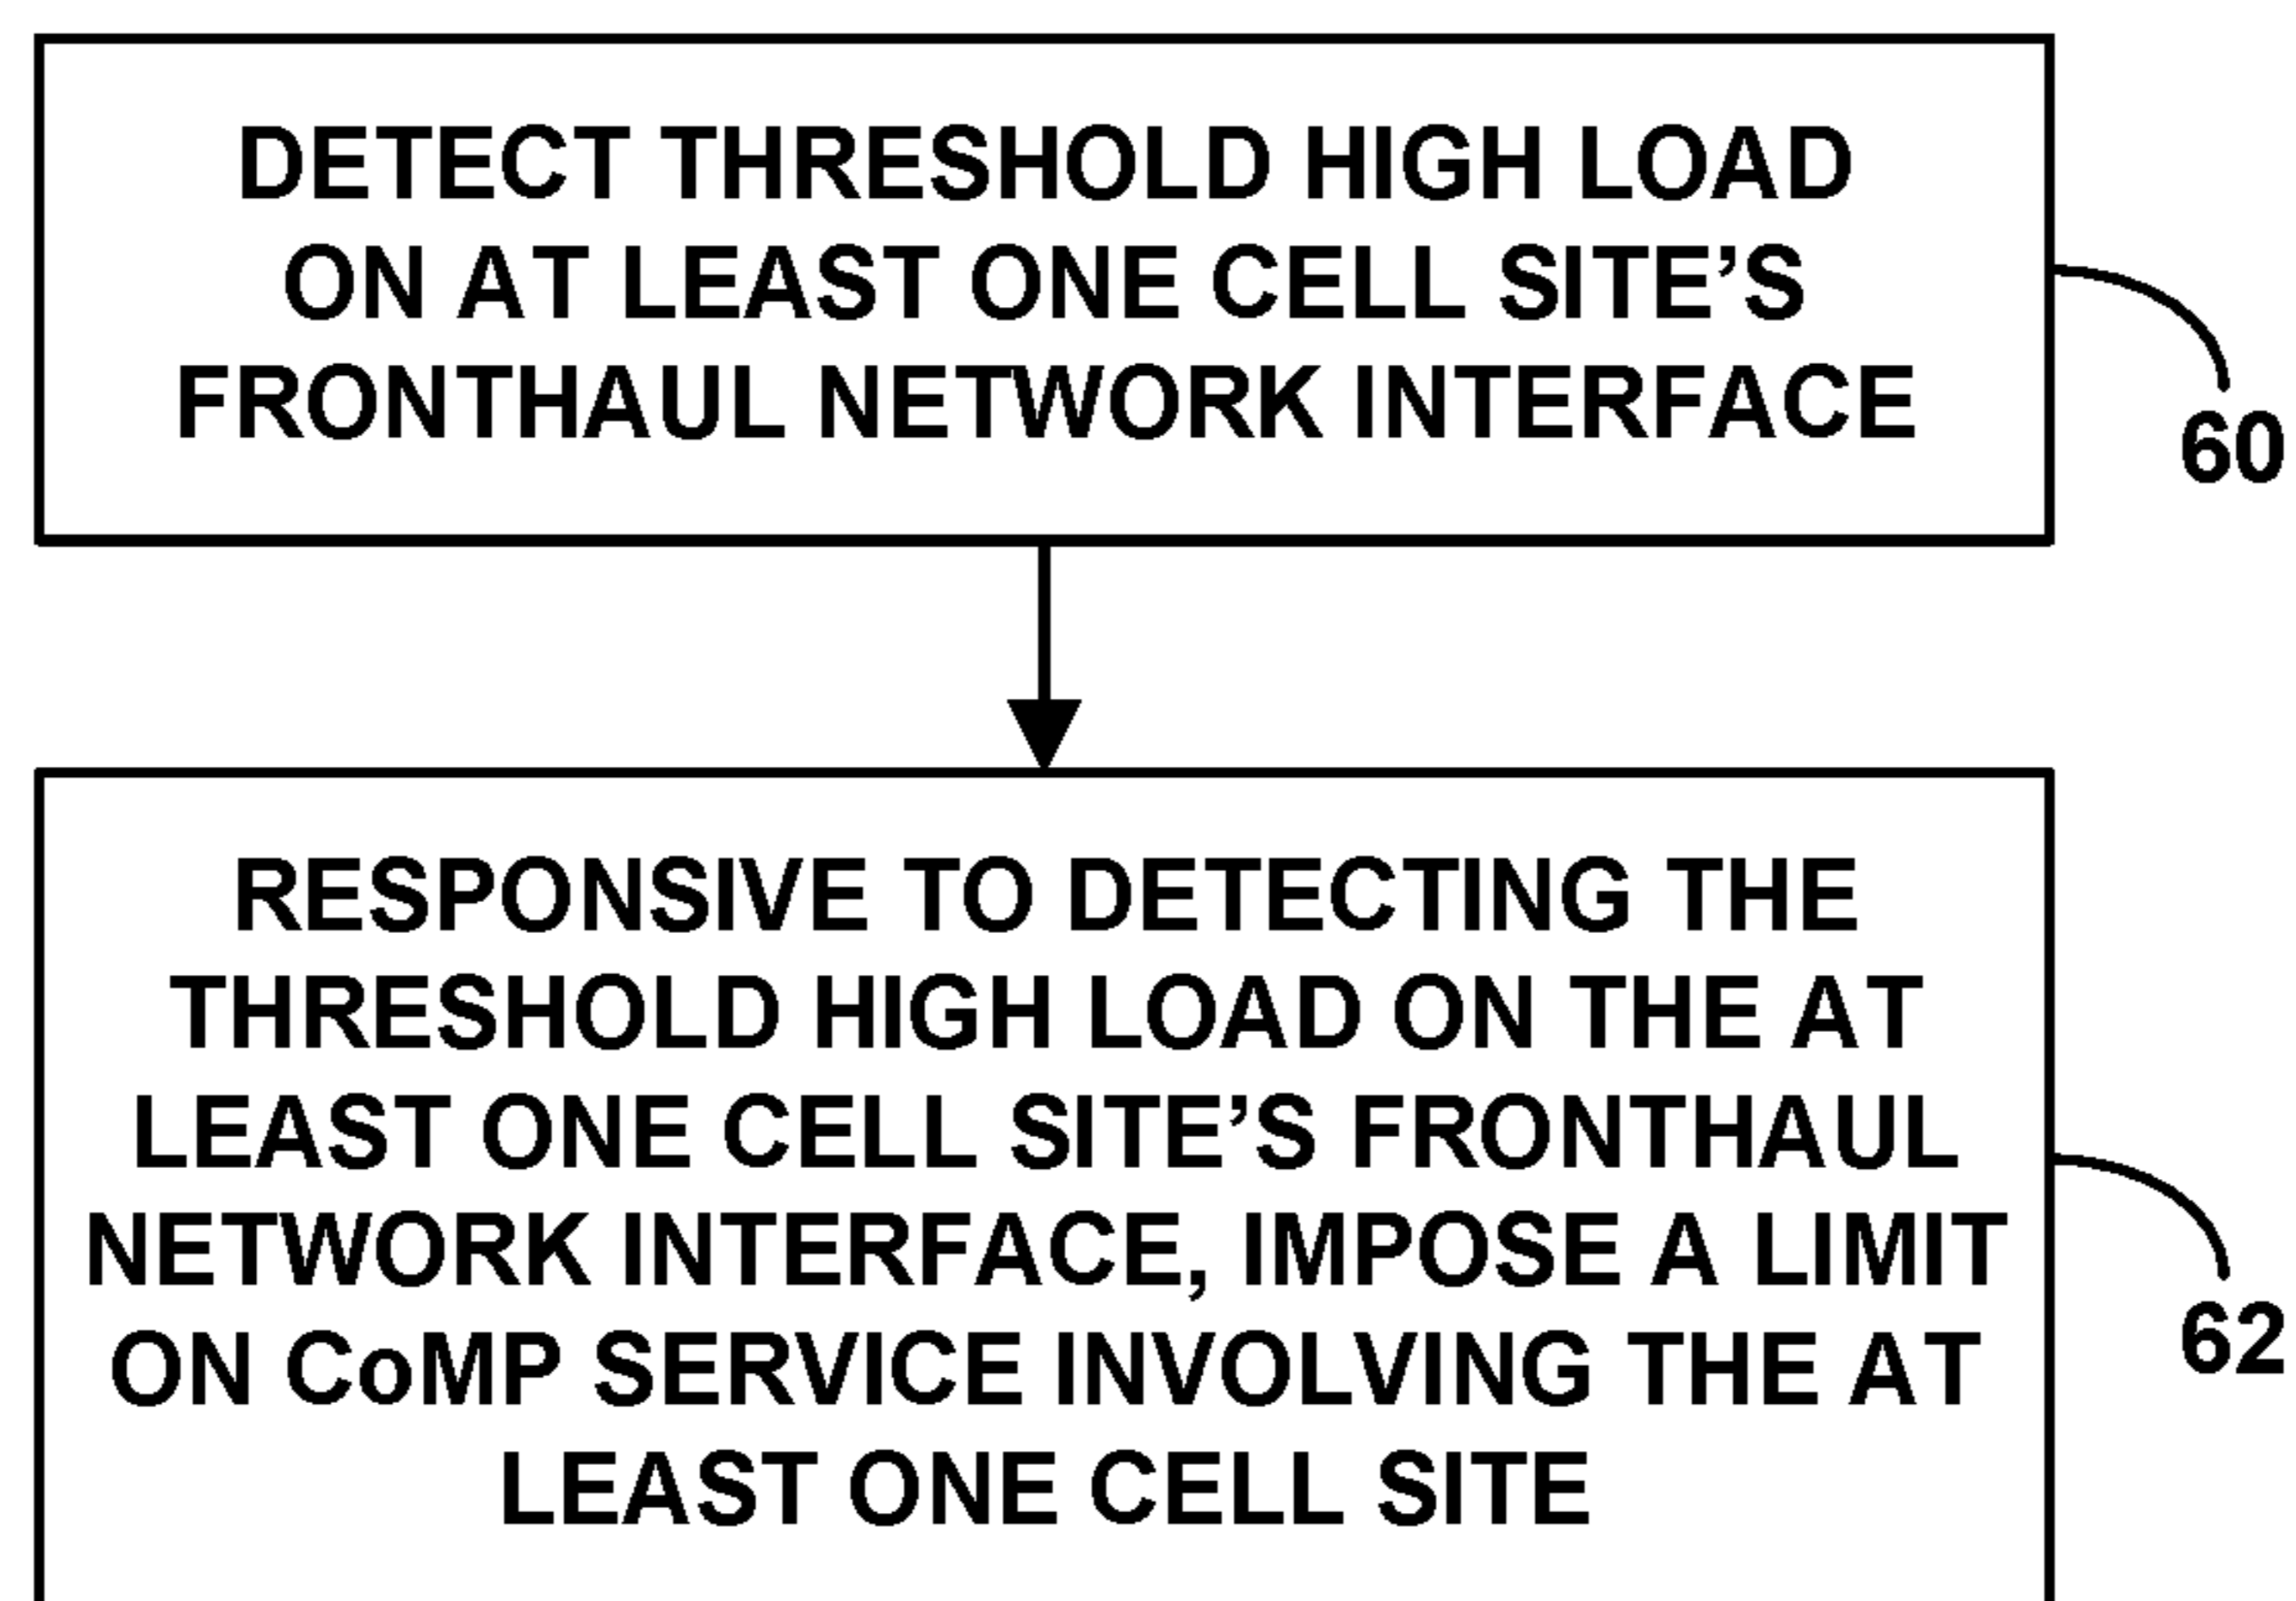 DETECT THRESHOLD HIGH LOAD
ON AT LEAST ONE CELL SITE’S
FRONTHAUL NETWORK INTERFACE
60
RESPONSIVE TO DETECTING THE
THRESHOLD HIGH LOAD ON THE AT
LEAST ONE CELL SITE’S FRONTHAUL
NETWORK INTERFACE, IMPOSE A LIMIT
ON CoMP SERVICE INVOLVING THE AT
LEAST ONE CELL SITE
62